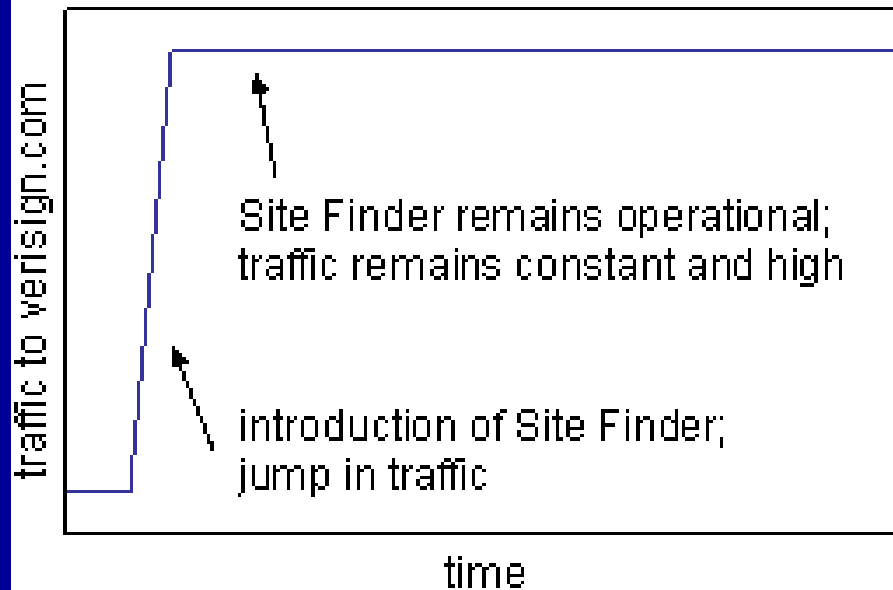 traffic to verisign.com
Site Finder remains operational;
traffic remains constant and high
introduction of Site Finder;
jump in traffic
time